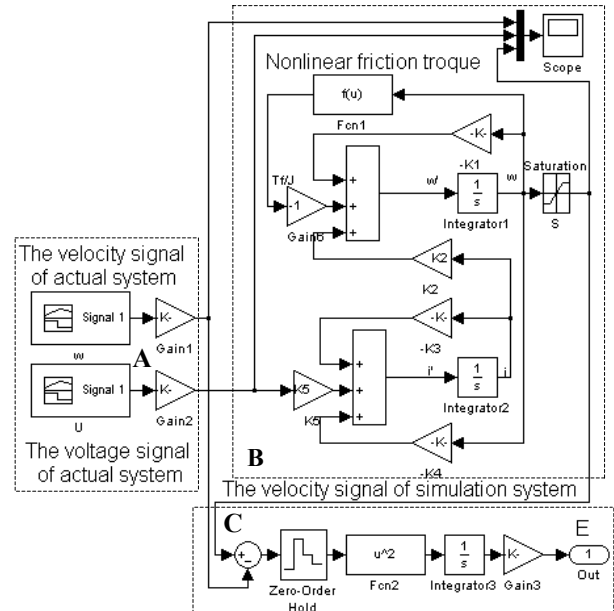 Scope
Nonlinear friction troque
f(u)
Fcn1
-K-
-K1
Tf/J
-1
Gain6
+
+
+
w'
1
s
Integrator1
w
Saturation
S
K2
K2
-K-
-K3
The velocity signal
of actual system
Signal 1
w
K-
Gain1
A
Signal 1
U
K-
Gain2
The voltage signal
of actual system
K5
K5
+
+
+
i'
1
s
Integrator2
i
-K-
-K4
B
The velocity signal of simulation system
C
+
−
Zero-Order
Hold
u^2
Fcn2
1
s
Integrator3
K-
Gain3
E
1
Out